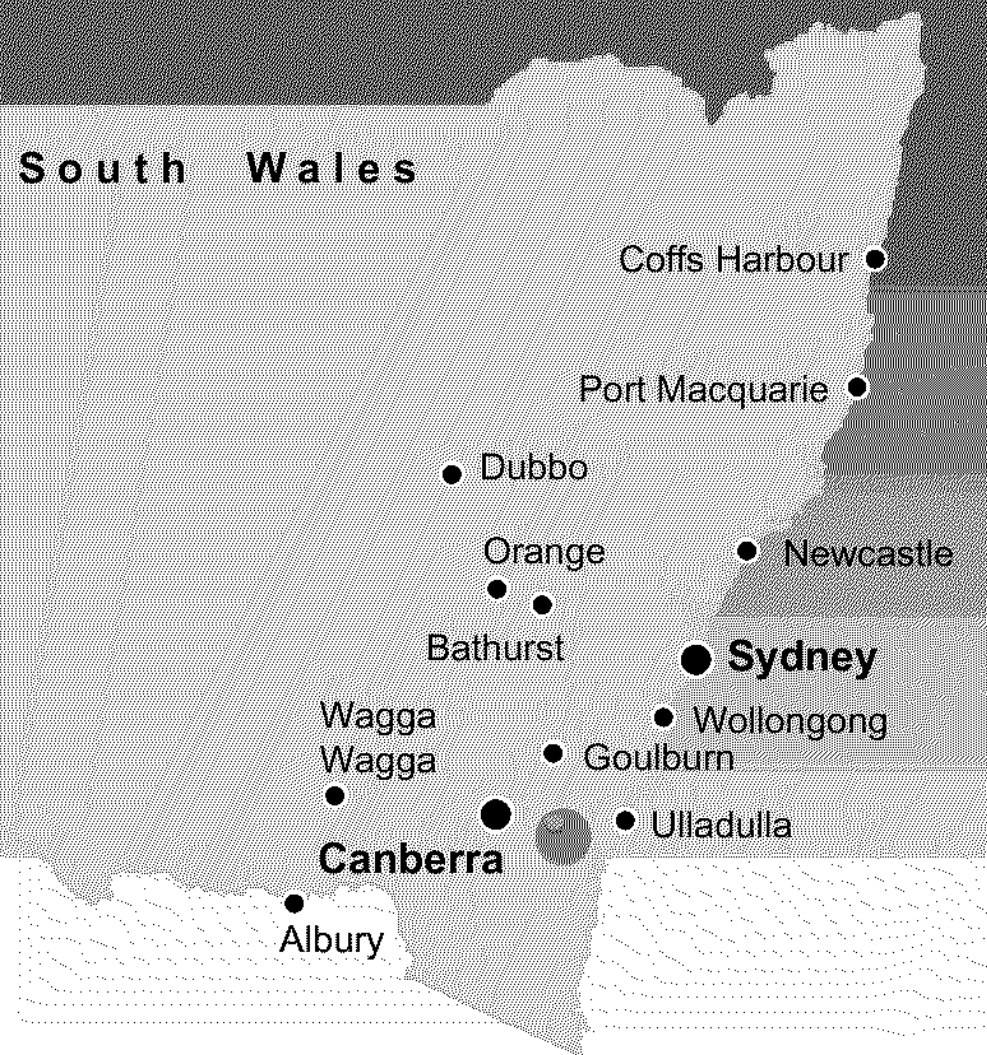 South Wales
Coffs Harbour
Port Macquarie
Dubbo
Orange
Newcastle
Bathurst
Sydney
Wagga
Wagga
Wollongong
Goulburn
Ulladulla
Canberra
Albury